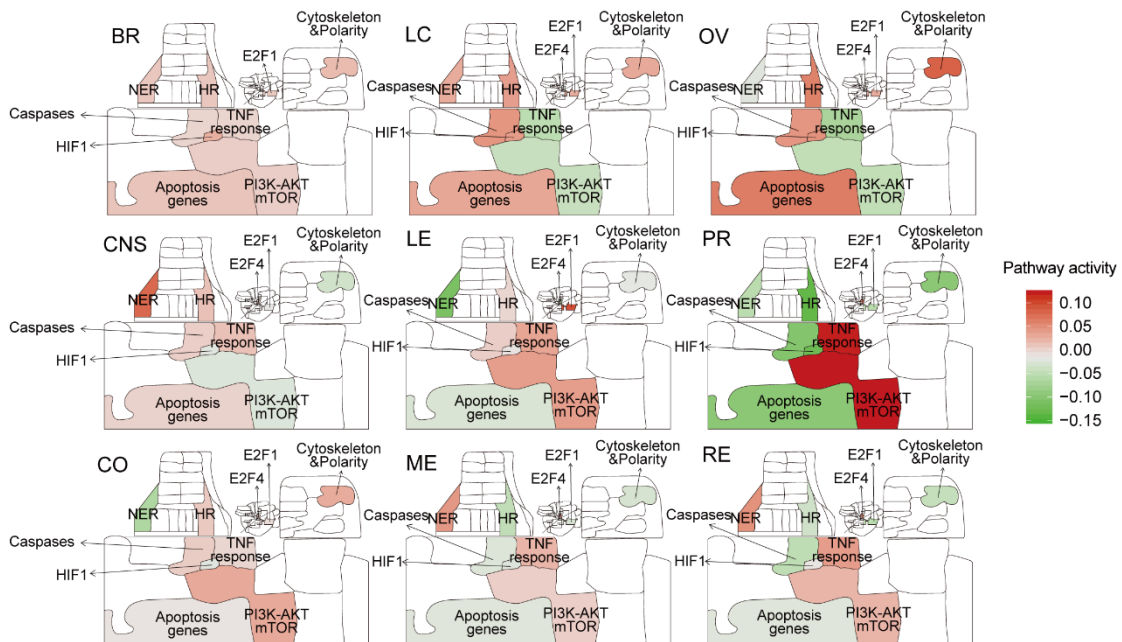 BR
E2F1
Cytoskeleton
&Polarity
NER
HR
Caspases
TNF
response
HIF1
Apoptosis
genes
PI3K-AKT
mTOR
LC
E2F1
E2F4
Cytoskeleton
&Polarity
NER
HR
Caspases
TNF
response
HIF1
Apoptosis
genes
PI3K-AKT
mTOR
OV
E2F1
E2F4
Cytoskeleton
&Polarity
NER
HR
Caspases
TNF
response
HIF1
Apoptosis
genes
PI3K-AKT
mTOR
CNS
E2F1
E2F4
Cytoskeleton
&Polarity
NER
HR
Caspases
TNF
response
HIF1
Apoptosis
genes
PI3K-AKT
mTOR
LE
E2F1
E2F4
Cytoskeleton
&Polarity
NER
HR
Caspases
TNF
response
HIF1
Apoptosis
genes
PI3K-AKT
mTOR
PR
E2F1
E2F4
Cytoskeleton
&Polarity
NER
HR
Caspases
TNF
response
HIF1
Apoptosis
genes
PI3K-AKT
mTOR
CO
E2F1
E2F4
Cytoskeleton
&Polarity
NER
HR
Caspases
TNF
response
HIF1
Apoptosis
genes
PI3K-AKT
mTOR
ME
E2F1
E2F4
Cytoskeleton
&Polarity
NER
HR
Caspases
TNF
response
HIF1
Apoptosis
genes
PI3K-AKT
mTOR
RE
E2F1
E2F4
Cytoskeleton
&Polarity
NER
HR
Caspases
TNF
response
HIF1
Apoptosis
genes
PI3K-AKT
mTOR
Pathway activity
0.10
0.05
0.00
−0.05
−0.10
−0.15